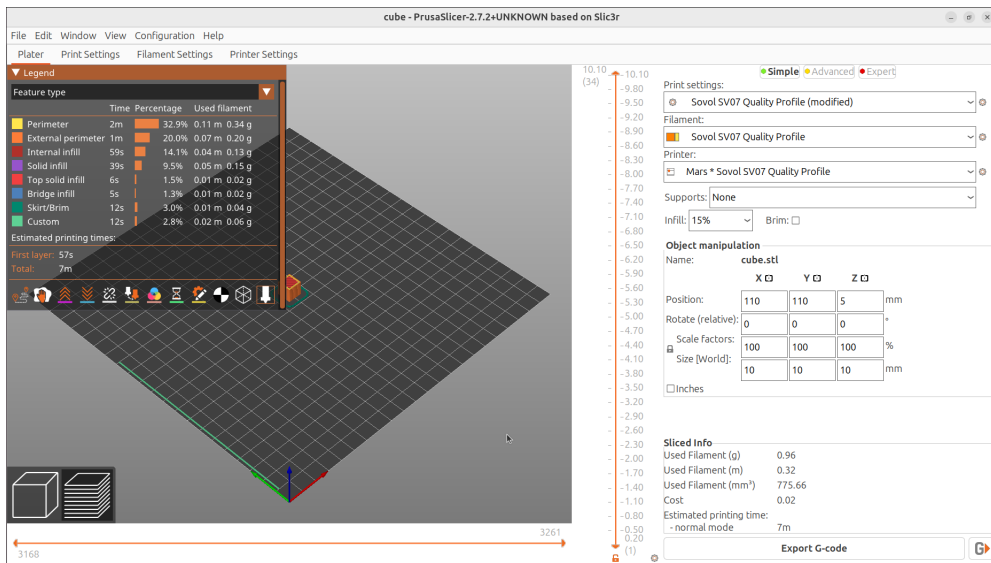 cube - PrusaSlicer-2.7.2+UNKNOWN based on Slic3r
File Edit Window View Configuration Help
Plater Print Settings Filament Settings Printer Settings
Legend
Feature type
Time Percentage Used filament
Perimeter 2m 32.9% 0.11 m 0.34 g
External perimeter 1m 20.0% 0.07 m 0.20 g
Internal infill 59s 14.1% 0.04 m 0.13 g
Solid infill 39s 9.5% 0.05 m 0.15 g
Top solid infill 6s 1.5% 0.01 m 0.02 g
Bridge infill 5s 1.3% 0.01 m 0.02 g
Skirt/Brim 12s 3.0% 0.01 m 0.04 g
Custom 12s 2.8% 0.02 m 0.06 g
Estimated printing times:
First layer: 57s
Total: 7m
3261
3168
10.10
(34)
10.10
9.80
9.50
9.20
8.90
8.60
8.30
8.00
7.70
7.40
7.10
6.80
6.50
6.20
5.90
5.60
5.30
5.00
4.70
4.40
4.10
3.80
3.50
3.20
2.90
2.60
2.30
2.00
1.70
1.40
1.10
0.80
0.50
0.20
(1)
Simple Advanced Expert
Print settings:
Sovol SV07 Quality Profile (modified)
Filament:
Sovol SV07 Quality Profile
Printer:
Mars * Sovol SV07 Quality Profile
Supports: None
Infill: 15% Brim:
Object manipulation
Name: cube.stl
X Y Z
Position: 110 110 5 mm
Rotate (relative): 0 0 0 °
Scale factors: 100 100 100 %
Size [World]: 10 10 10 mm
Inches
Sliced Info
Used Filament (g) 0.96
Used Filament (m) 0.32
Used Filament (mm³) 775.66
Cost 0.02
Estimated printing time:
- normal mode 7m
Export G-code
G